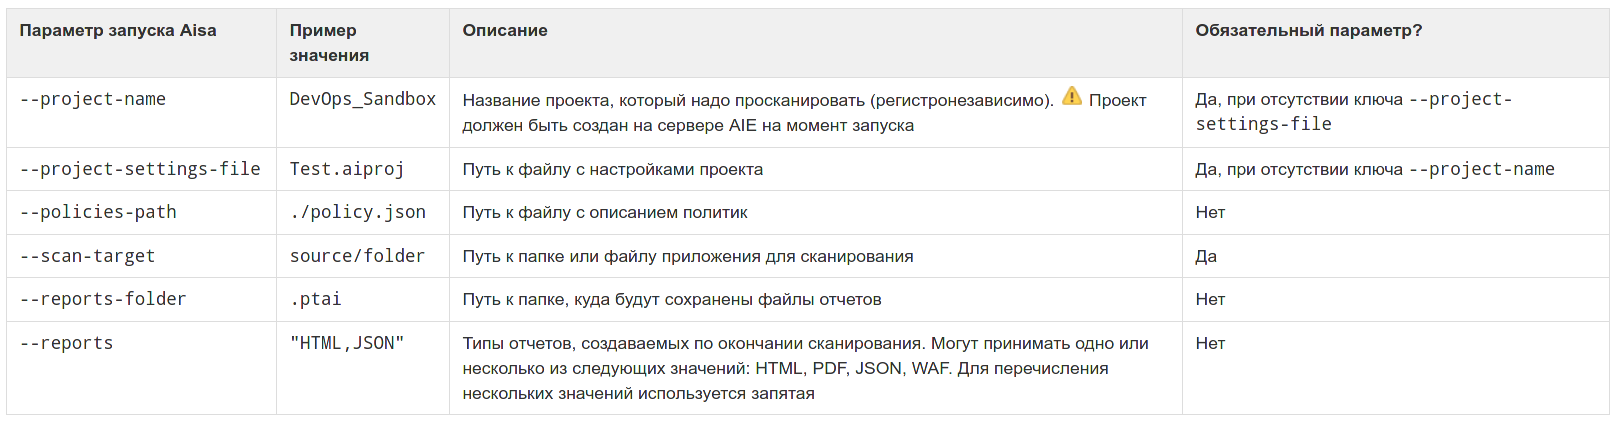 Параметр запуска Aisa
Пример
значения
Описание
Обязательный параметр?
--project-name
DevOps_Sandbox
Название проекта, который надо просканировать (регистронезависимо). ⚠️ Проект
должен быть создан на сервере AIE на момент запуска
Да, при отсутствии ключа --project-
settings-file
--project-settings-file
Test.aiproj
Путь к файлу с настройками проекта
Да, при отсутствии ключа --project-name
--policies-path
./policy.json
Путь к файлу с описанием политик
Нет
--scan-target
source/folder
Путь к папке или файлу приложения для сканирования
Да
--reports-folder
.ptai
Путь к папке, куда будут сохранены файлы отчетов
Нет
--reports
"HTML,JSON"
Типы отчетов, создаваемых по окончании сканирования. Могут принимать одно или
несколько из следующих значений: HTML, PDF, JSON, WAF. Для перечисления
нескольких значений используется запятая
Нет